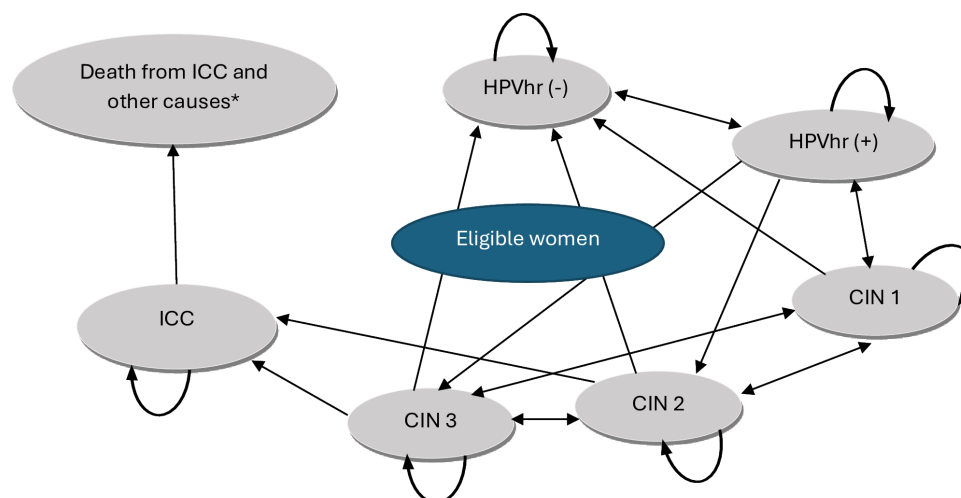 Death from ICC and
other causes*
HPVhr (-)
HPVhr (+)
Eligible women
ICC
CIN 1
CIN 3
CIN 2